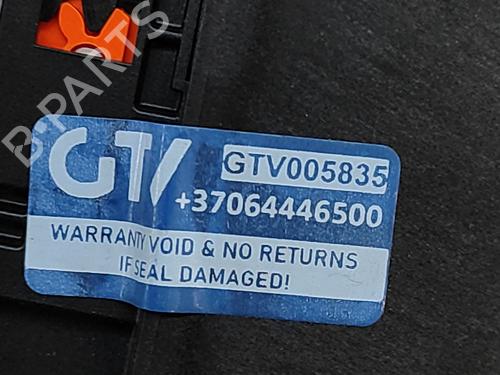 B-PARTS
GTV
GTV005835
+37064446500
WARRANTY VOID & NO RETURNS
IF SEAL DAMAGED!